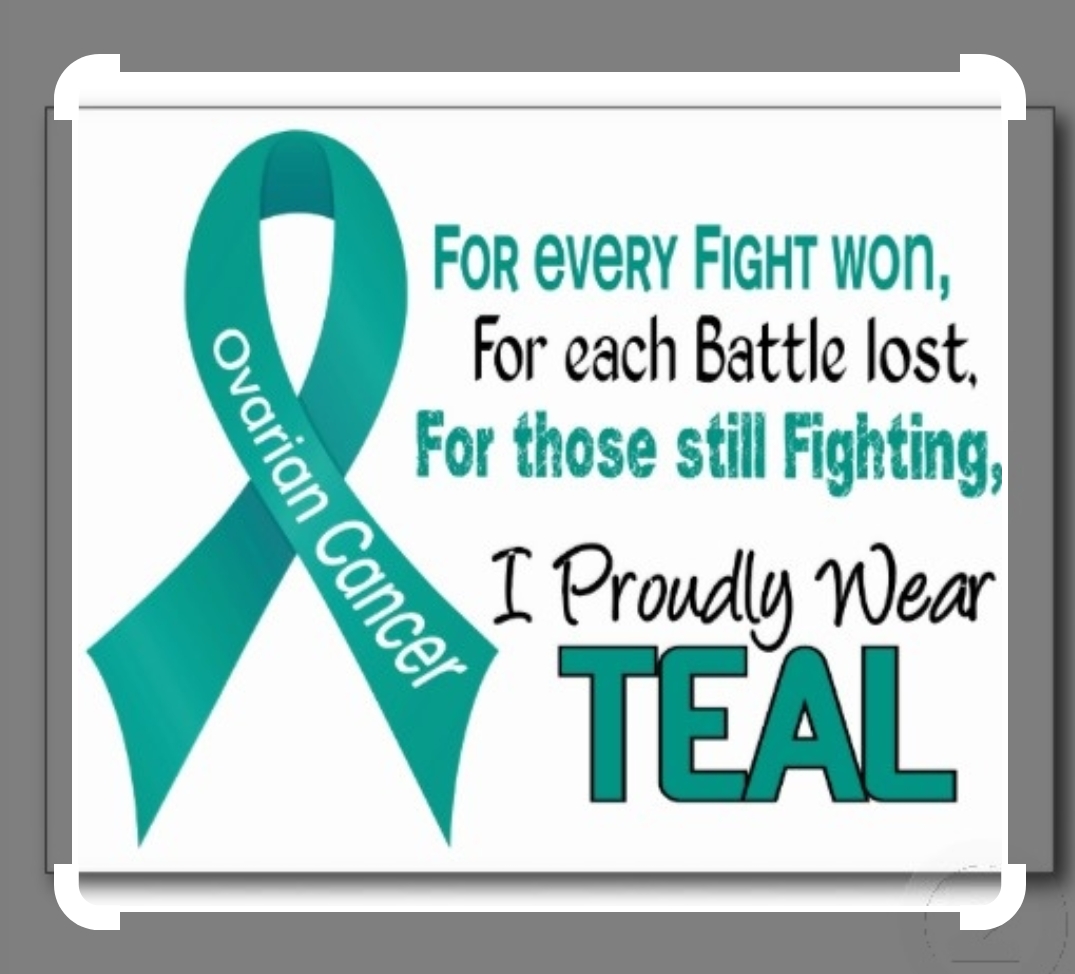 Ovarian Cancer
FOR eveRY FIGHT won,
For each Battle lost,
For those still Fighting,
I Proudly Wear
TEAL